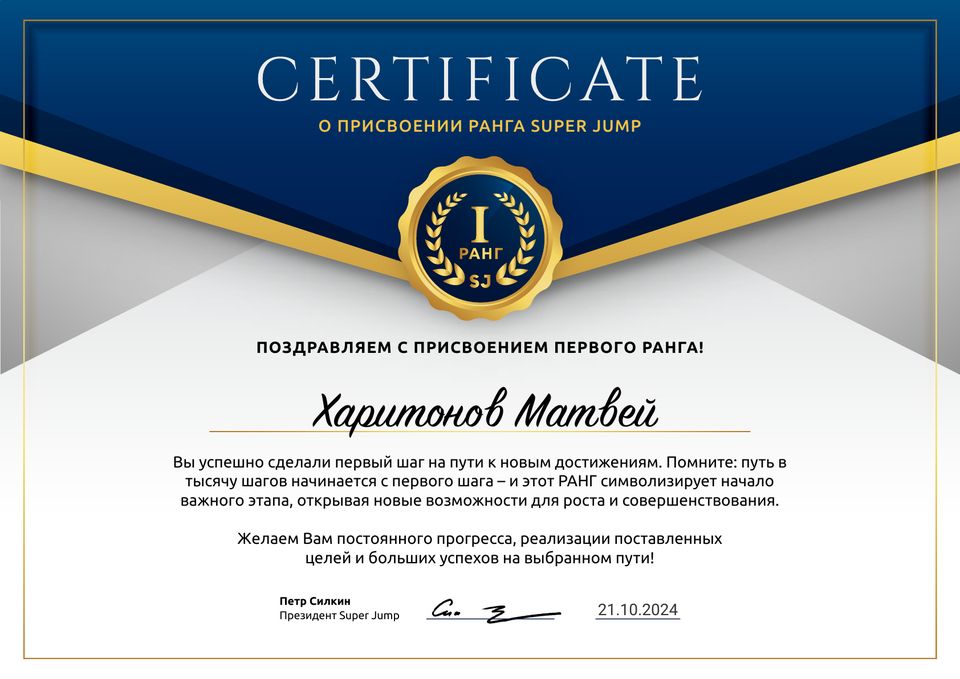 CERTIFICATE
О ПРИСВОЕНИИ РАНГА SUPER JUMP
I
РАНГ
SJ
ПОЗДРАВЛЯЕМ С ПРИСВОЕНИЕМ ПЕРВОГО РАНГА!
Харитонов Матвей
Вы успешно сделали первый шаг на пути к новым достижениям. Помните: путь в
тысячу шагов начинается с первого шага – и этот РАНГ символизирует начало
важного этапа, открывая новые возможности для роста и совершенствования.
Желаем Вам постоянного прогресса, реализации поставленных
целей и больших успехов на выбранном пути!
Петр Силкин
Президент Super Jump
21.10.2024